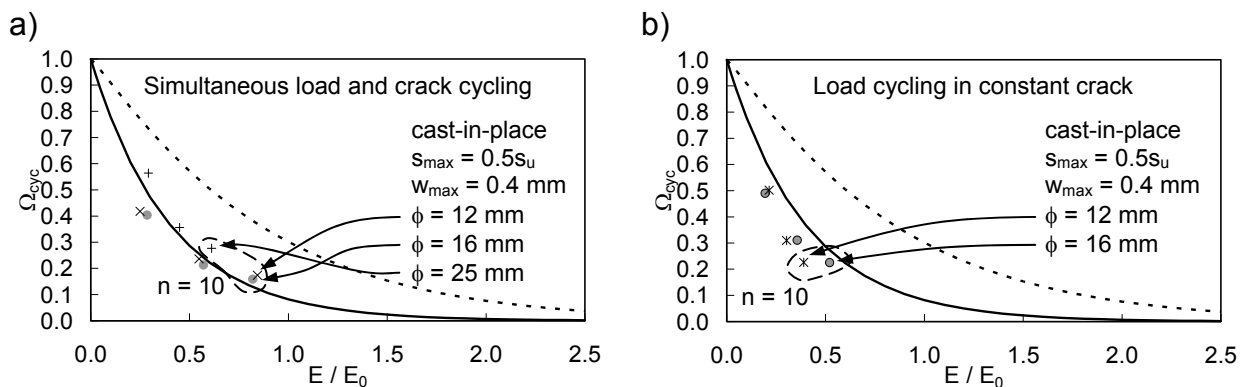 a)
Simultaneous load and crack cycling
cast-in-place
s_max = 0.5s_u
w_max = 0.4 mm
ϕ = 12 mm
ϕ = 16 mm
ϕ = 25 mm
n = 10
Ω_cyc
1.0
0.9
0.8
0.7
0.6
0.5
0.4
0.3
0.2
0.1
0.0
0.0 0.5 1.0 1.5 2.0 2.5
E / E_0
b)
Load cycling in constant crack
cast-in-place
s_max = 0.5s_u
w_max = 0.4 mm
ϕ = 12 mm
ϕ = 16 mm
n = 10
Ω_cyc
1.0
0.9
0.8
0.7
0.6
0.5
0.4
0.3
0.2
0.1
0.0
0.0 0.5 1.0 1.5 2.0 2.5
E / E_0